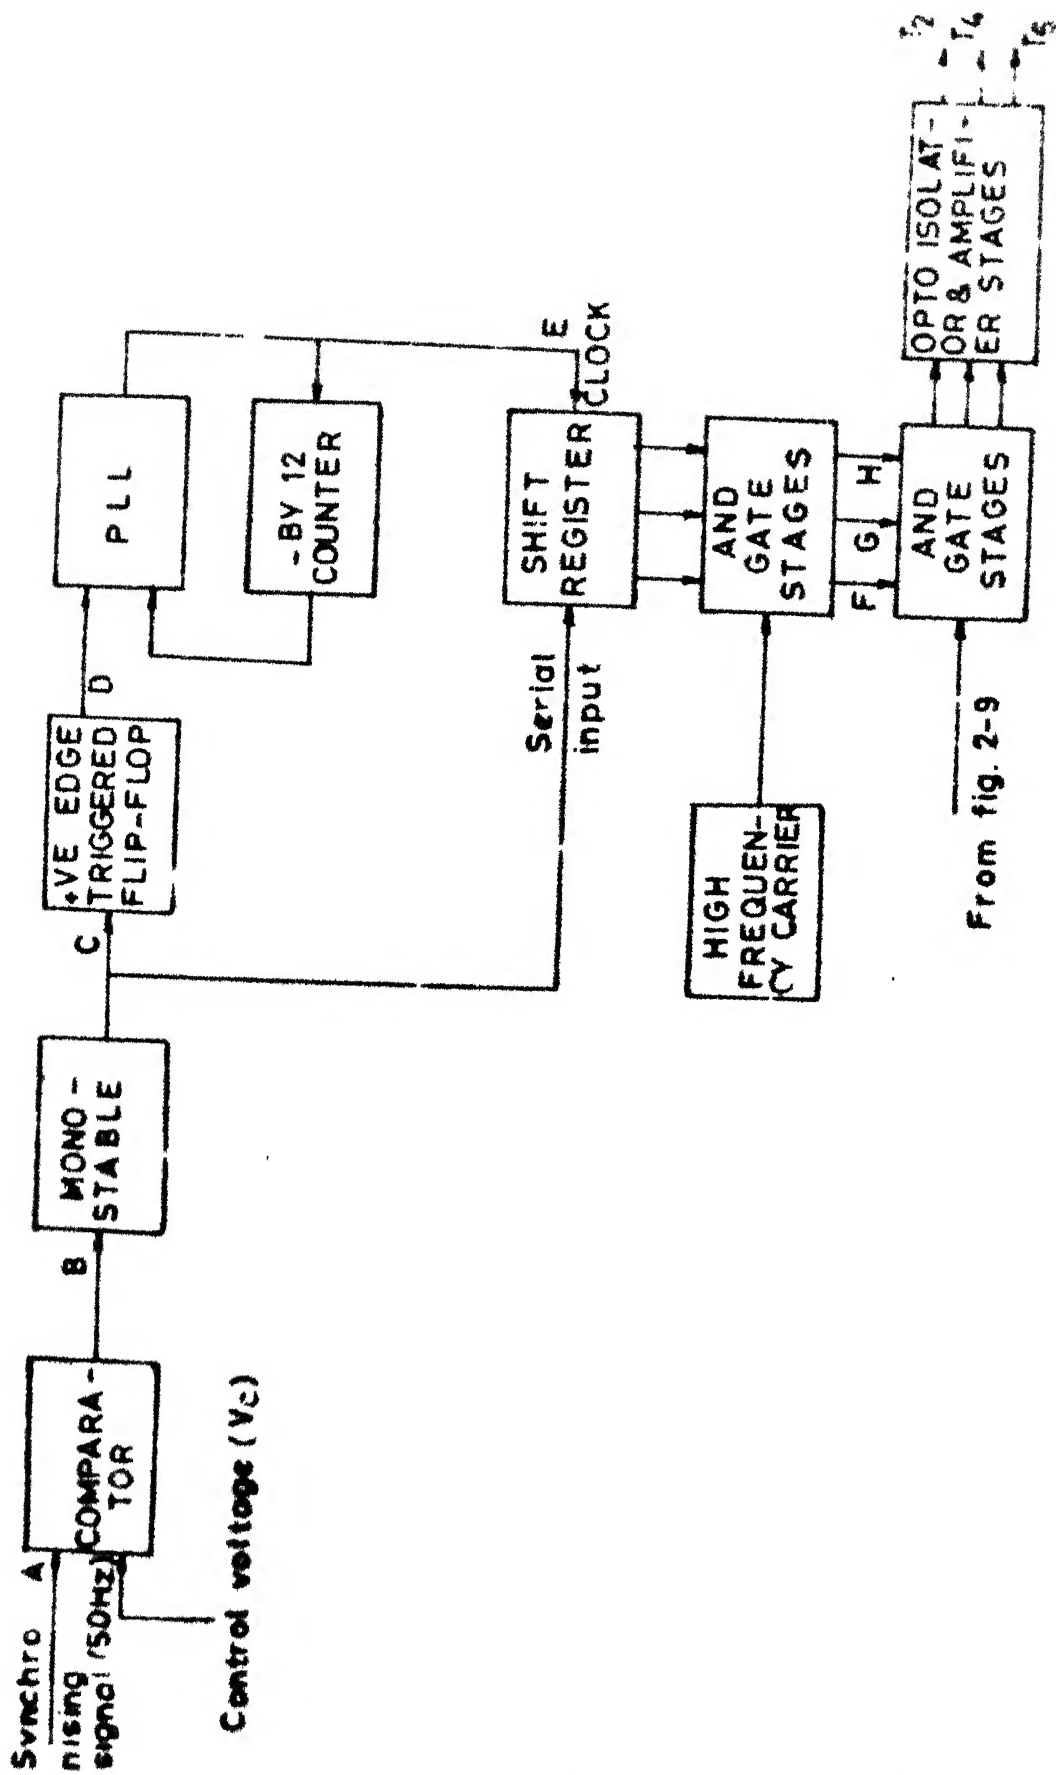 Synchro
nising
signal (50Hz)
A
Control voltage (Vc)
COMPARA-
TOR
B
MONO-
STABLE
C
+VE EDGE
TRIGGERED
FLIP-FLOP
D
PLL
-BY 12
COUNTER
E
CLOCK
Serial
input
SHIFT
REGISTER
HIGH
FREQUEN-
CY CARRIER
AND
GATE
STAGES
F
G
H
From fig. 2-9
AND
GATE
STAGES
OPTO ISOLAT-
OR & AMPLIFI-
ER STAGES
T2
T4